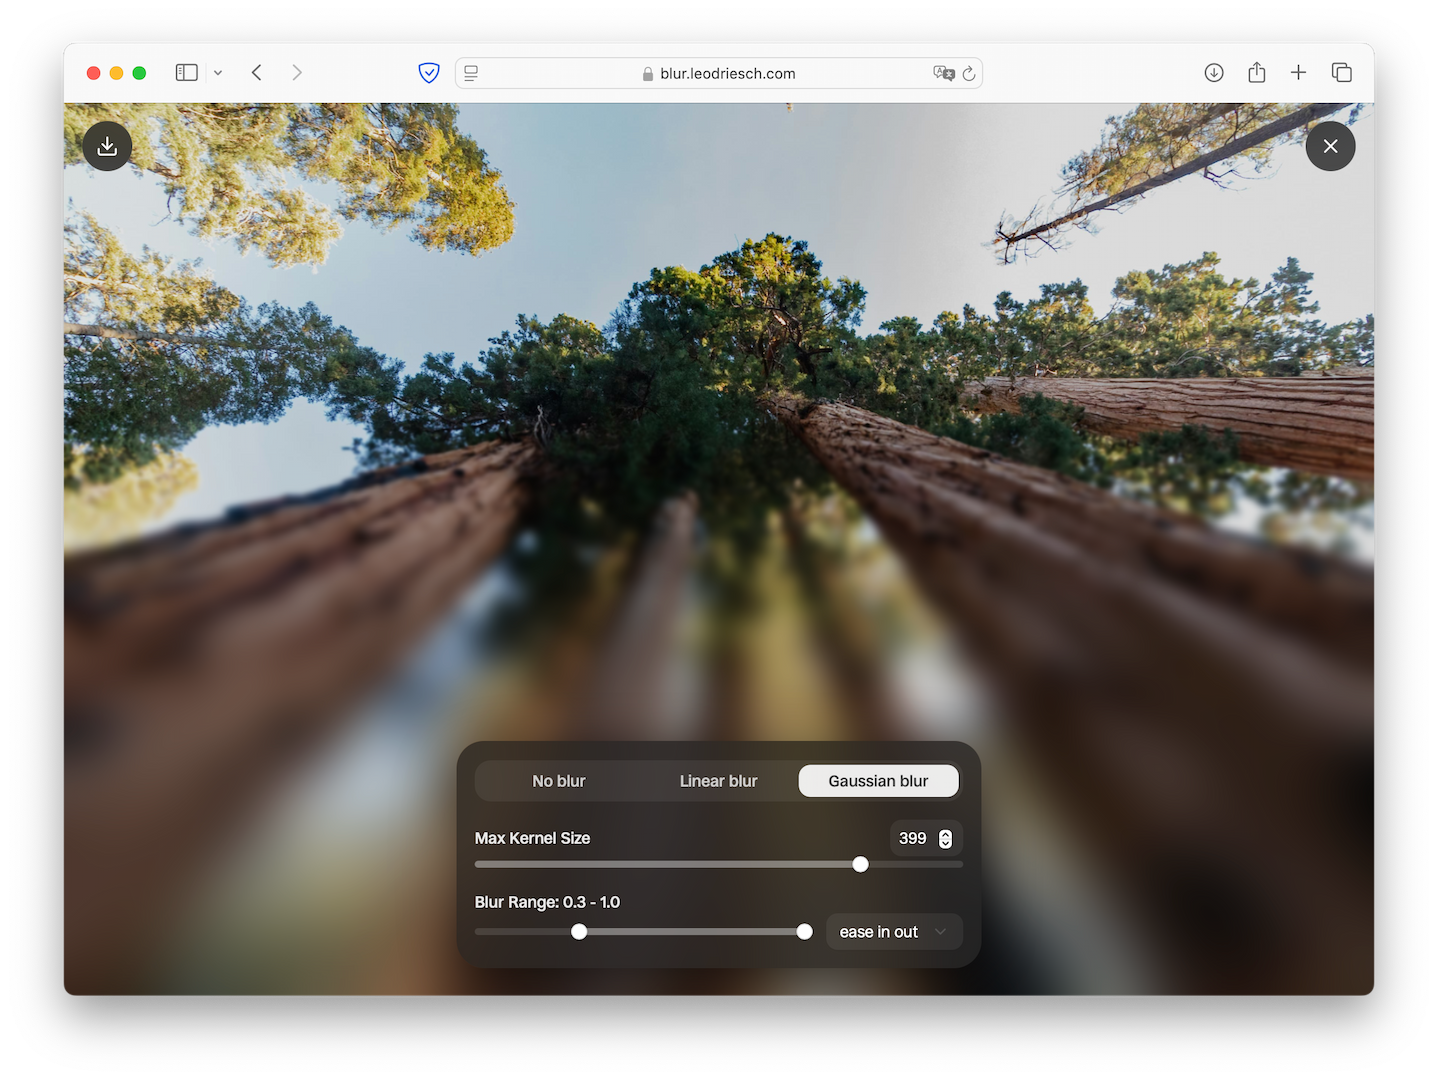 blur.leodriesch.com
No blur
Linear blur
Gaussian blur
Max Kernel Size
399
Blur Range: 0.3 - 1.0
ease in out